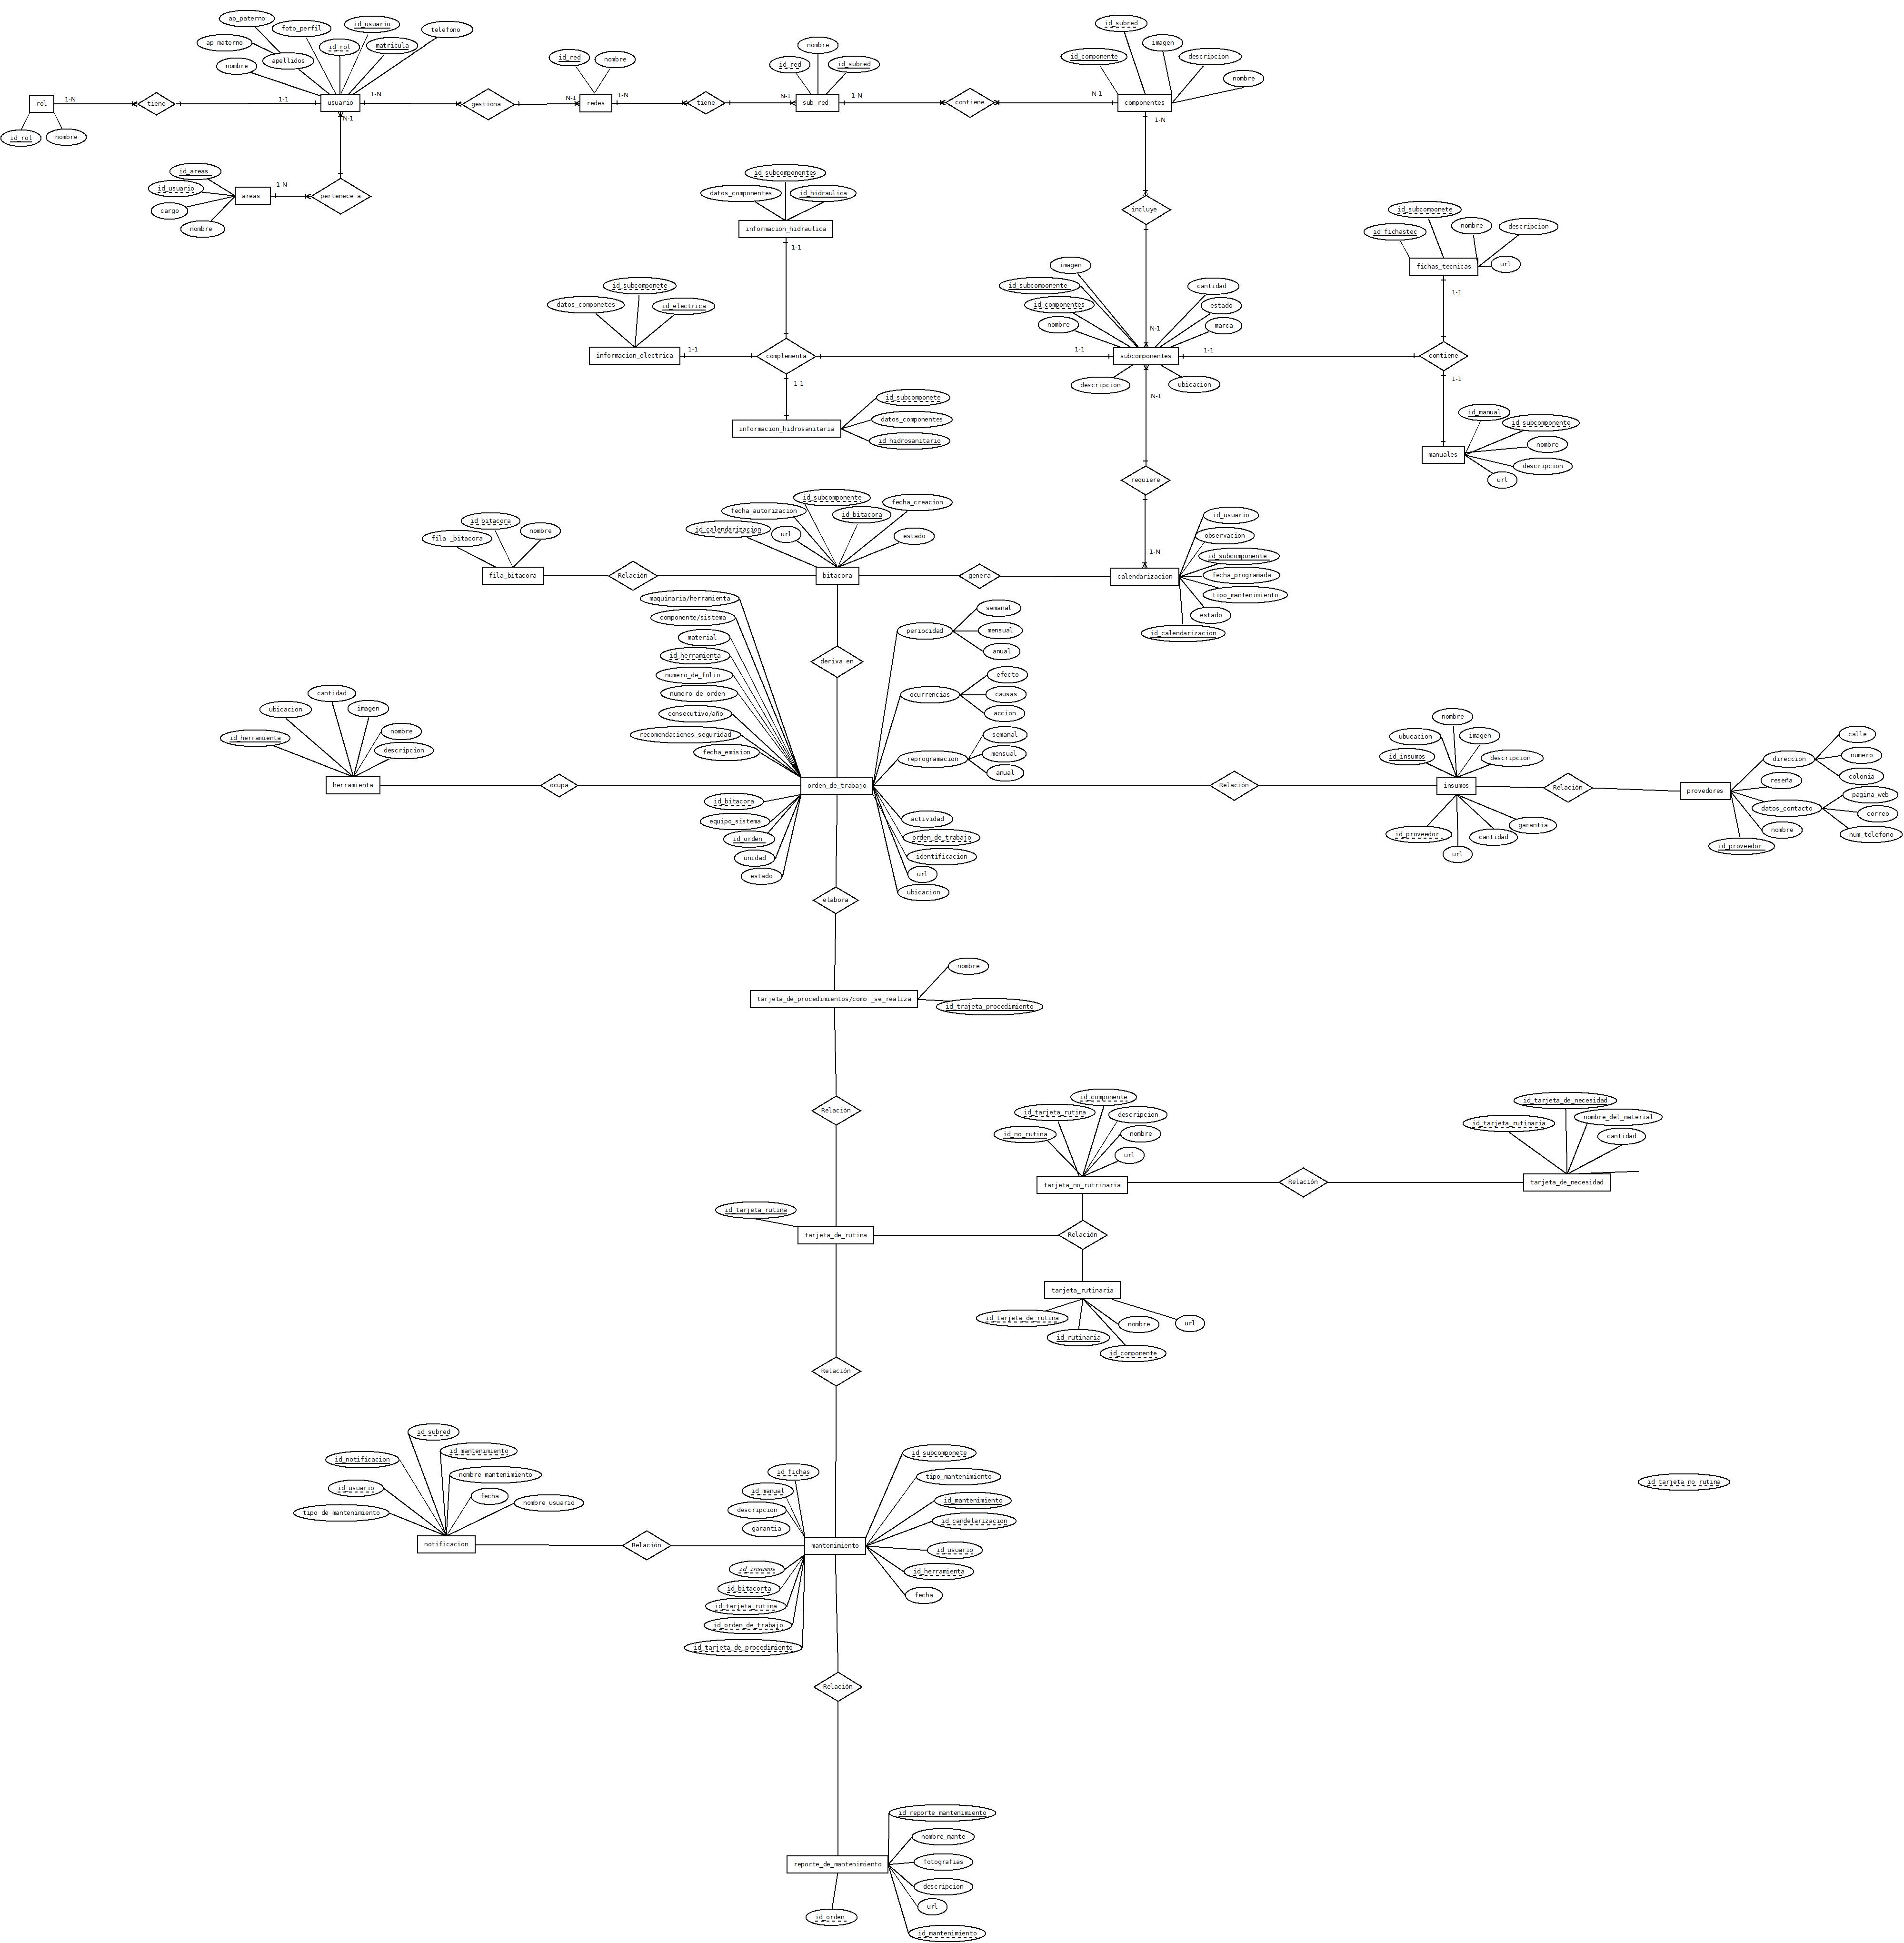 ap_paterno
foto_perfil
id_usuario
telefono
ap_materno
id_rol
matricula
nombre
apellidos
rol
1-N
tiene
1-1
usuario
1-N
N-1
id_rol
nombre
gestiona
id_red
nombre
N-1
redes
1-N
tiene
nombre
id_red
id_subred
N-1
sub_red
1-N
contiene
id_subred
imagen
id_componente
descripcion
nombre
N-1
componentes
1-N
id_areas
id_usuario
cargo
nombre
areas
1-N
pertenece a
id_subcomponentes
datos_componentes
id_hidraulica
informacion_hidraulica
1-1
incluye
id_subcomponete
id_fichastec
nombre
descripcion
fichas_tecnicas
url
1-1
id_subcomponete
datos_componetes
id_electrica
informacion_electrica
1-1
complementa
1-1
1-1
imagen
id_subcomponente
id_componentes
nombre
cantidad
estado
marca
N-1
subcomponentes
1-1
descripcion
ubicacion
N-1
contiene
1-1
id_subcomponete
datos_componentes
id_hidrosanitario
informacion_hidrosanitaria
id_manual
id_subcomponente
nombre
manuales
descripcion
url
requiere
1-N
id_bitacora
fila _bitacora
nombre
fila_bitacora
Relación
id_subcomponente
fecha_creacion
fecha_autorizacion
id_bitacora
id_calendarizacion
url
estado
bitacora
genera
calendarizacion
id_usuario
observacion
id_subcomponente
fecha_programada
tipo_mantenimiento
estado
id_calendarizacion
maquinaria/herramienta
componente/sistema
material
id_herramienta
numero_de_folio
numero_de_orden
consecutivo/año
recomendaciones_seguridad
fecha_emision
deriva en
periocidad
semanal
mensual
anual
ocurrencias
efecto
causas
accion
reprogramacion
semanal
mensual
anual
cantidad
ubicacion
imagen
id_herramienta
nombre
descripcion
herramienta
ocupa
orden_de_trabajo
Relación
nombre
ubucacion
imagen
id_insumos
descripcion
insumos
Relación
provedores
id_proveedor
cantidad
garantia
url
calle
direccion
numero
reseña
colonia
pagina_web
datos_contacto
correo
nombre
num_telefono
id_proveedor
id_bitacora
equipo_sistema
id_orden
unidad
estado
actividad
orden_de_trabajo
identificacion
url
ubicacion
elabora
nombre
tarjeta_de_procedimientos/como _se_realiza
id_trajeta_procedimiento
Relación
id_componente
id_tarjeta_rutina
descripcion
id_no_rutina
nombre
url
tarjeta_no_rutrinaria
Relación
id_tarjeta_de_necesidad
id_tarjeta_rutinaria
nombre_del_material
cantidad
tarjeta_de_necesidad
id_tarjeta_rutina
tarjeta_de_rutina
Relación
tarjeta_rutinaria
id_tarjeta_de_rutina
nombre
url
id_rutinaria
id_componente
Relación
id_subred
id_mantenimiento
id_notificacion
nombre_mantenimiento
id_usuario
fecha
nombre_usuario
tipo_de_mantenimiento
notificacion
Relación
id_fichas
id_manual
descripcion
garantia
mantenimiento
id_subcomponete
tipo_mantenimiento
id_mantenimiento
id_candelarizacion
id_usuario
id_herramienta
fecha
id_tarjeta no rutina
id_insumos
id_bitacorta
id_tarjeta_rutina
id_orden_de_trabajo
id_tarjeta_de_procedimiento
Relación
id_reporte_mantenimiento
nombre_mante
fotografias
reporte_de_mantenimiento
descripcion
url
id_orden
id_mantenimiento